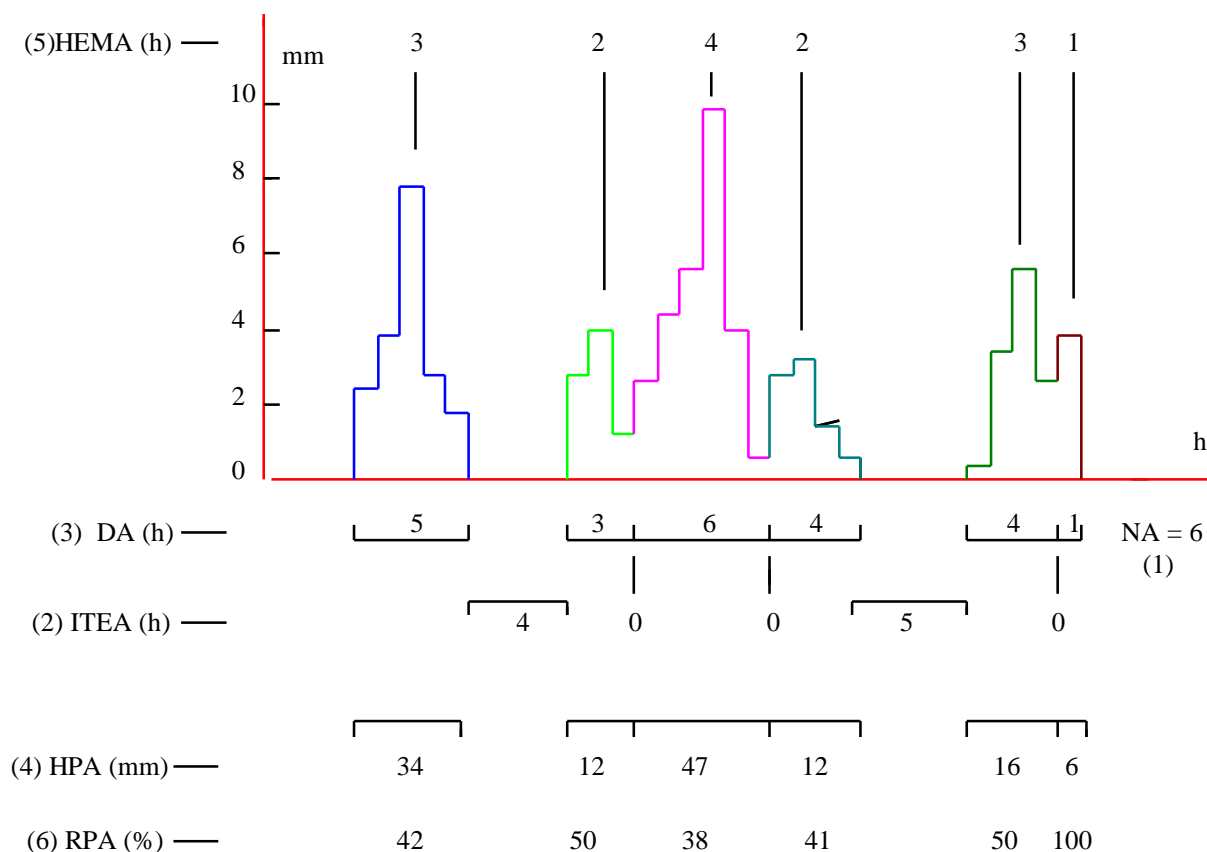 (5)HEMA (h) 3 2 4 2 3 1
mm
10
8
6
4
2
0
h
(3) DA (h) 5 3 6 4 4 1 NA = 6
(1)
(2) ITEA (h) 4 0 0 5 0
(4) HPA (mm) 34 12 47 12 16 6
(6) RPA (%) 42 50 38 41 50 100